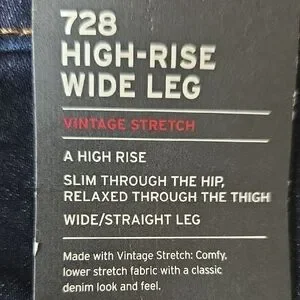 728
HIGH-RISE
WIDE LEG
VINTAGE STRETCH
A HIGH RISE
SLIM THROUGH THE HIP,
RELAXED THROUGH THE THIGH
WIDE/STRAIGHT LEG
Made with Vintage Stretch: Comfy,
lower stretch fabric with a classic
denim look and feel.